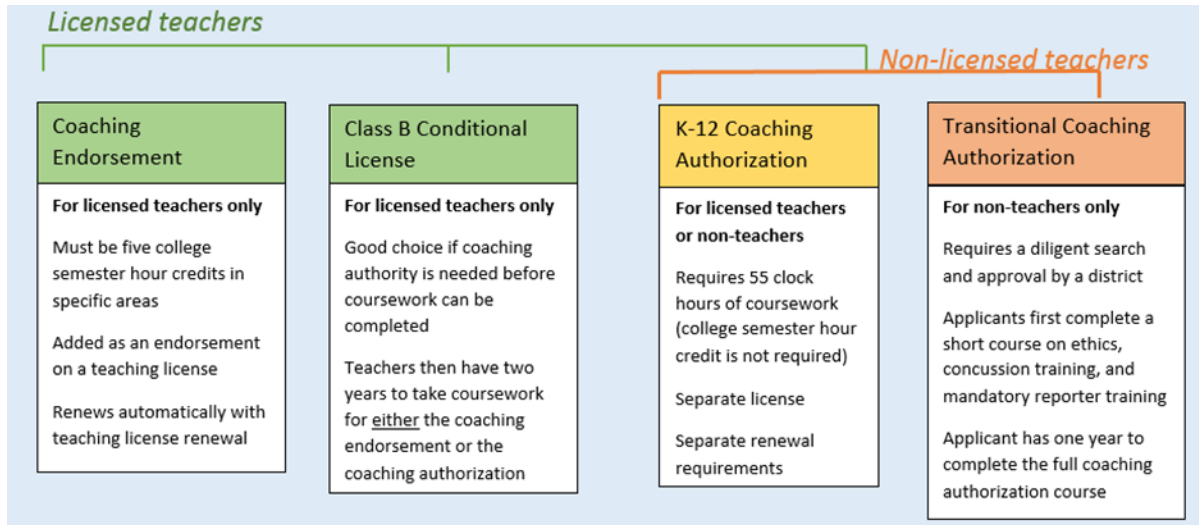 Licensed teachers
Non-licensed teachers
Coaching
Endorsement
For licensed teachers only
Must be five college
semester hour credits in
specific areas
Added as an endorsement
on a teaching license
Renews automatically with
teaching license renewal
Class B Conditional
License
For licensed teachers only
Good choice if coaching
authority is needed before
coursework can be
completed
Teachers then have two
years to take coursework
for either the coaching
endorsement or the
coaching authorization
K-12 Coaching
Authorization
For licensed teachers
or non-teachers
Requires 55 clock
hours of coursework
(college semester hour
credit is not required)
Separate license
Separate renewal
requirements
Transitional Coaching
Authorization
For non-teachers only
Requires a diligent search
and approval by a district
Applicants first complete a
short course on ethics,
concussion training, and
mandatory reporter training
Applicant has one year to
complete the full coaching
authorization course